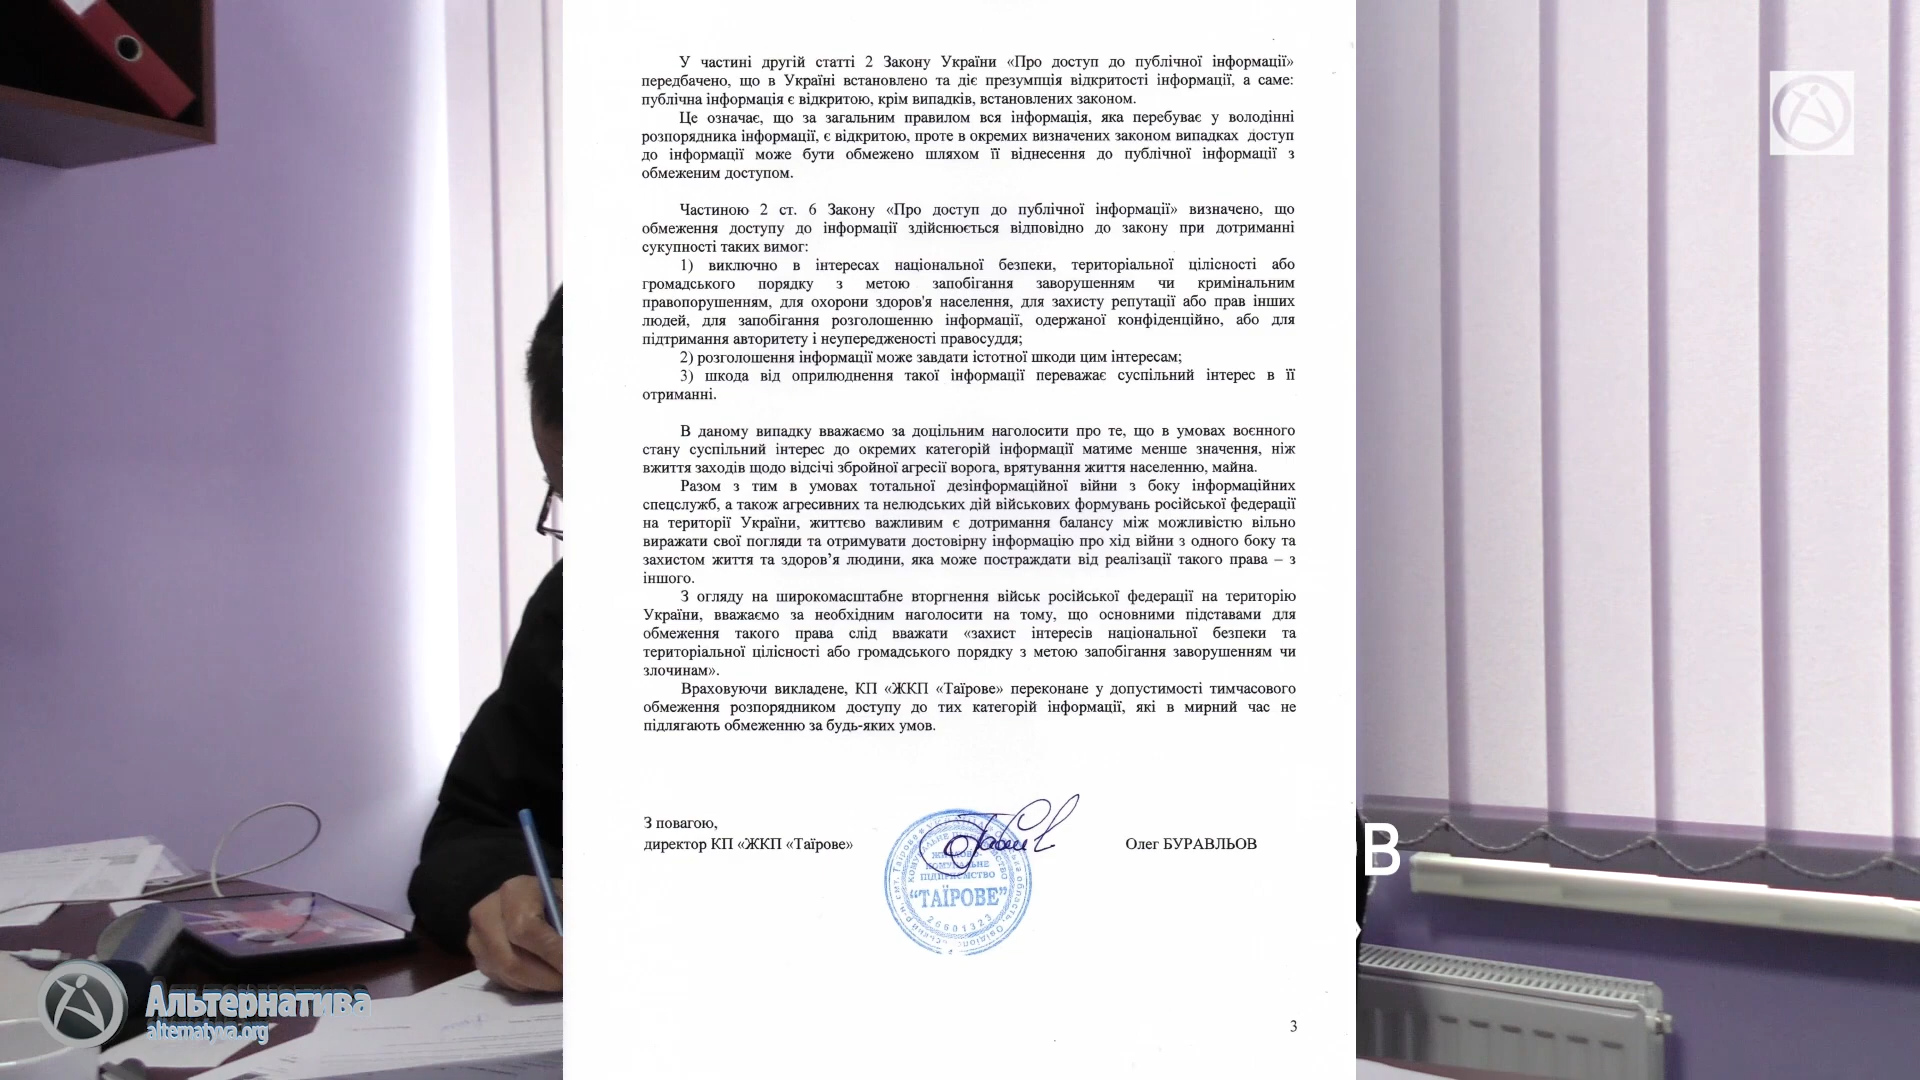 У частині другій статті 2 Закону України «Про доступ до публічної інформації»
передбачено, що в Україні встановлено та діє презумпція відкритості інформації, а саме:
публічна інформація є відкритою, крім випадків, встановлених законом.
Це означає, що за загальним правилом вся інформація, яка перебуває у володінні
розпорядника інформації, є відкритою, проте в окремих визначених законом випадках доступ
до інформації може бути обмежено шляхом її віднесення до публічної інформації з
обмеженим доступом.
Частиною 2 ст. 6 Закону «Про доступ до публічної інформації» визначено, що
обмеження доступу до інформації здійснюється відповідно до закону при дотриманні
сукупності таких вимог:
1) виключно в інтересах національної безпеки, територіальної цілісності або
громадського порядку з метою запобігання заворушенням чи кримінальним
правопорушенням, для охорони здоров'я населення, для захисту репутації або прав інших
людей, для запобігання розголошенню інформації, одержаної конфіденційно, або для
підтримання авторитету і неупередженості правосуддя;
2) розголошення інформації може завдати істотної шкоди цим інтересам;
3) шкода від оприлюднення такої інформації переважає суспільний інтерес в її
отриманні.
В даному випадку вважаємо за доцільним наголосити про те, що в умовах воєнного
стану суспільний інтерес до окремих категорій інформації матиме менше значення, ніж
вжиття заходів щодо відсічі збройної агресії ворога, врятування життя населенню, майна.
Разом з тим в умовах тотальної дезінформаційної війни з боку інформаційних
спецслужб, а також агресивних та нелюдських дій військових формувань російської федерації
на території України, життєво важливим є дотримання балансу між можливістю вільно
виражати свої погляди та отримувати достовірну інформацію про хід війни з одного боку та
захистом життя та здоров’я людини, яка може постраждати від реалізації такого права – з
іншого.
З огляду на широкомасштабне вторгнення військ російської федерації на територію
України, вважаємо за необхідним наголосити на тому, що основними підставами для
обмеження такого права слід вважати «захист інтересів національної безпеки та
територіальної цілісності або громадського порядку з метою запобігання заворушенням чи
злочинам».
Враховуючи викладене, КП «ЖКП «Таїрове» переконане у допустимості тимчасового
обмеження розпорядником доступу до тих категорій інформації, які в мирний час не
підлягають обмеженню за будь-яких умов.
З повагою,
директор КП «ЖКП «Таїрове»
Олег БУРАВЛЬОВ
ЖИТЛОВО-
КОМУНАЛЬНЕ
ПІДПРИЄМСТВО
“ТАЇРОВЕ”
26601323
В
3
Альтернатива
alternatyva.org